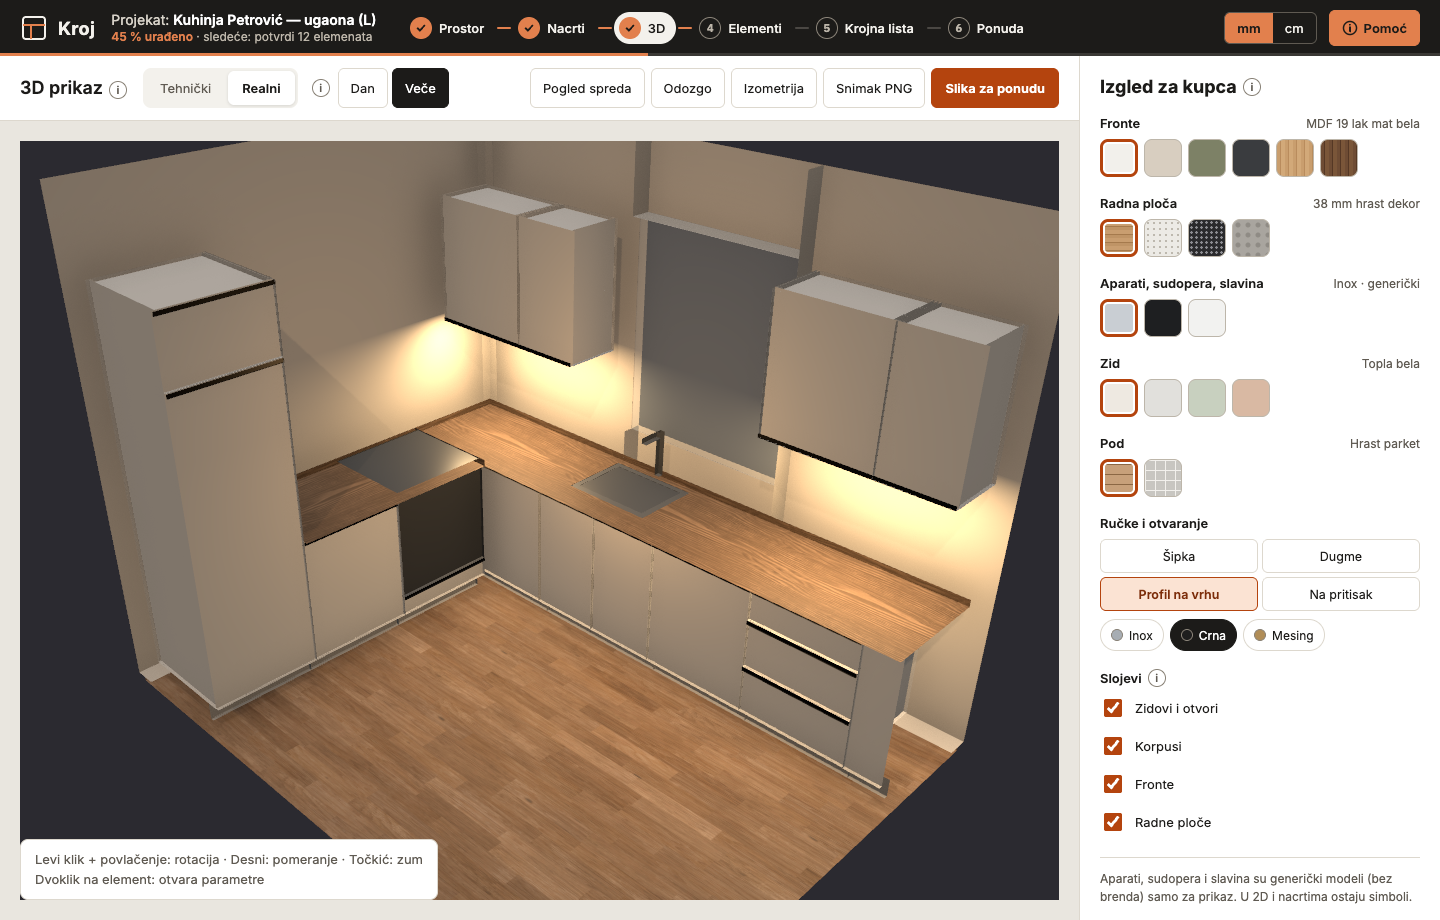 Kroj
Projekat: Kuhinja Petrović — ugaona (L)
45 % urađeno · sledeće: potvrdi 12 elemenata
Prostor
Nacrti
3D
4 Elementi
5 Krojna lista
6 Ponuda
mm cm
Pomoć
3D prikaz
Tehnički Realni
Dan Veče
Pogled spreda
Odozgo
Izometrija
Snimak PNG
Slika za ponudu
Levi klik + povlačenje: rotacija · Desni: pomeranje · Točkić: zum
Dvoklik na element: otvara parametre
Izgled za kupca
Fronte MDF 19 lak mat bela
Radna ploča 38 mm hrast dekor
Aparati, sudopera, slavina Inox · generički
Zid Topla bela
Pod Hrast parket
Ručke i otvaranje
Šipka Dugme
Profil na vrhu Na pritisak
Inox Crna Mesing
Slojevi
Zidovi i otvori
Korpusi
Fronte
Radne ploče
Aparati, sudopera i slavina su generički modeli (bez
brenda) samo za prikaz. U 2D i nacrtima ostaju simboli.